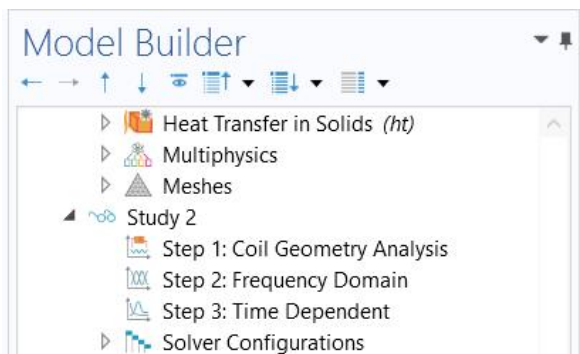 Model Builder
Heat Transfer in Solids (ht)
Multiphysics
Meshes
Study 2
Step 1: Coil Geometry Analysis
Step 2: Frequency Domain
Step 3: Time Dependent
Solver Configurations